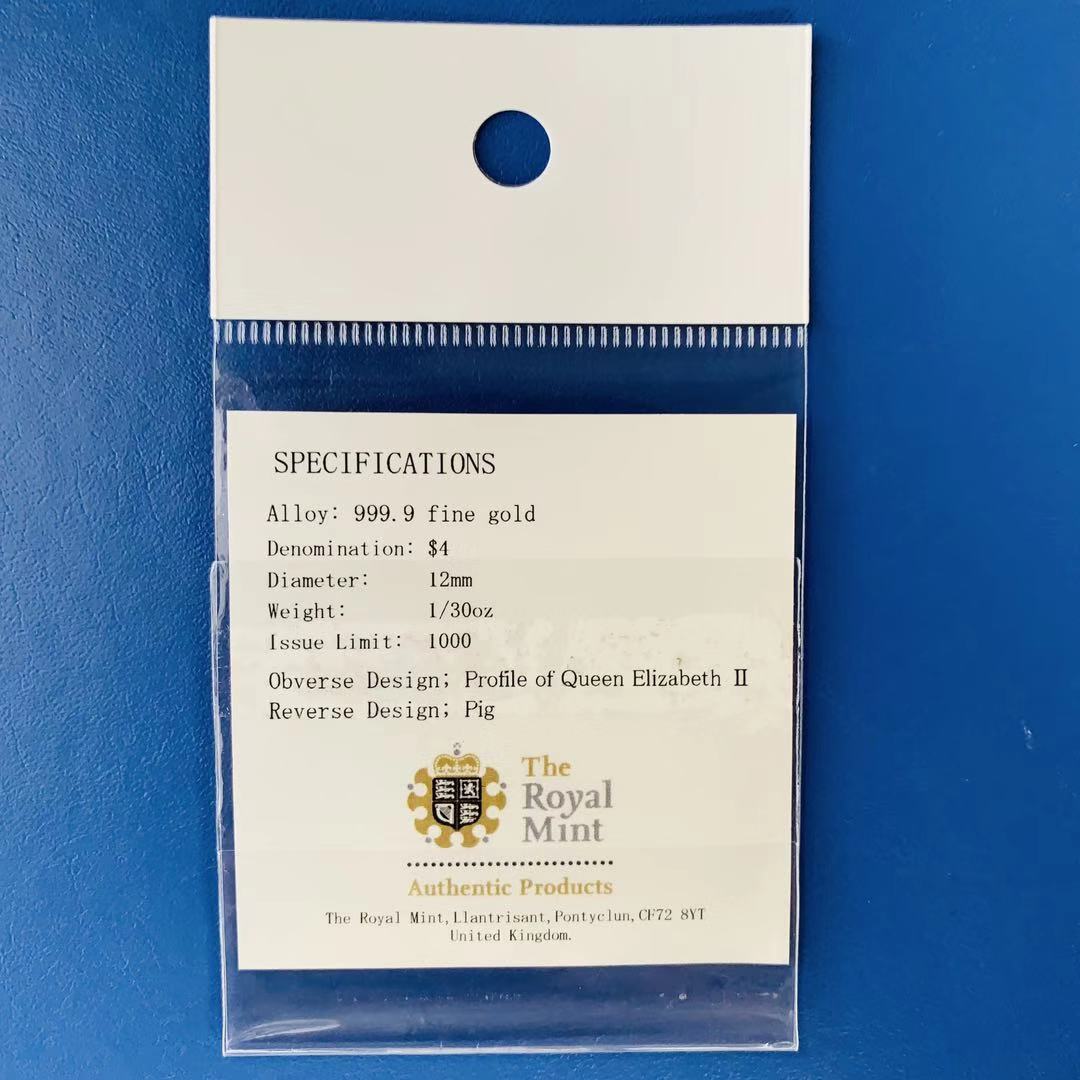 SPECIFICATIONS
Alloy: 999.9 fine gold
Denomination: $4
Diameter: 12mm
Weight: 1/30oz
Issue Limit: 1000
Obverse Design; Profile of Queen Elizabeth Ⅱ
Reverse Design; Pig
The
Royal
Mint
Authentic Products
The Royal Mint,Llantrisant,Pontyclun,CF72 8YT
United Kingdom.